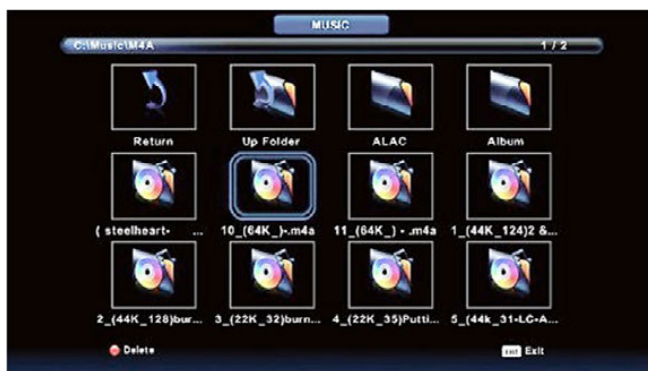 MUSIC
C:\Music\M4A 1 / 2
Return Up Folder ALAC Album
( steelheart- ... 10_(64K_)-.m4a 11_(64K_) - .m4a 1_(44K_124)2 &...
2_(44K_128)bur... 3_(22K_32)burn... 4_(22K_35)Putti... 5_(44k_31-LC-A...
Delete Exit